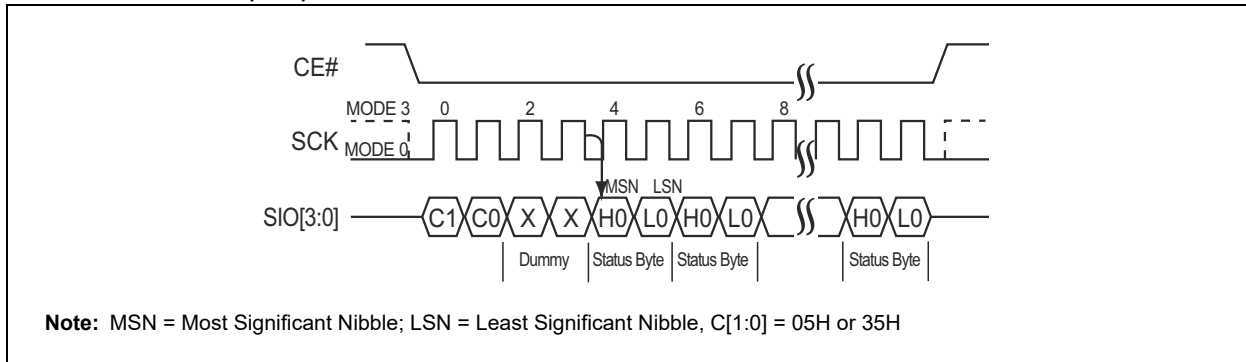 CE#
MODE 3 0 2 4 6 8
SCK MODE 0
MSN LSN
SIO[3:0] C1 C0 X X H0 L0 H0 L0 H0 L0
Dummy Status Byte Status Byte Status Byte
Note: MSN = Most Significant Nibble; LSN = Least Significant Nibble, C[1:0] = 05H or 35H